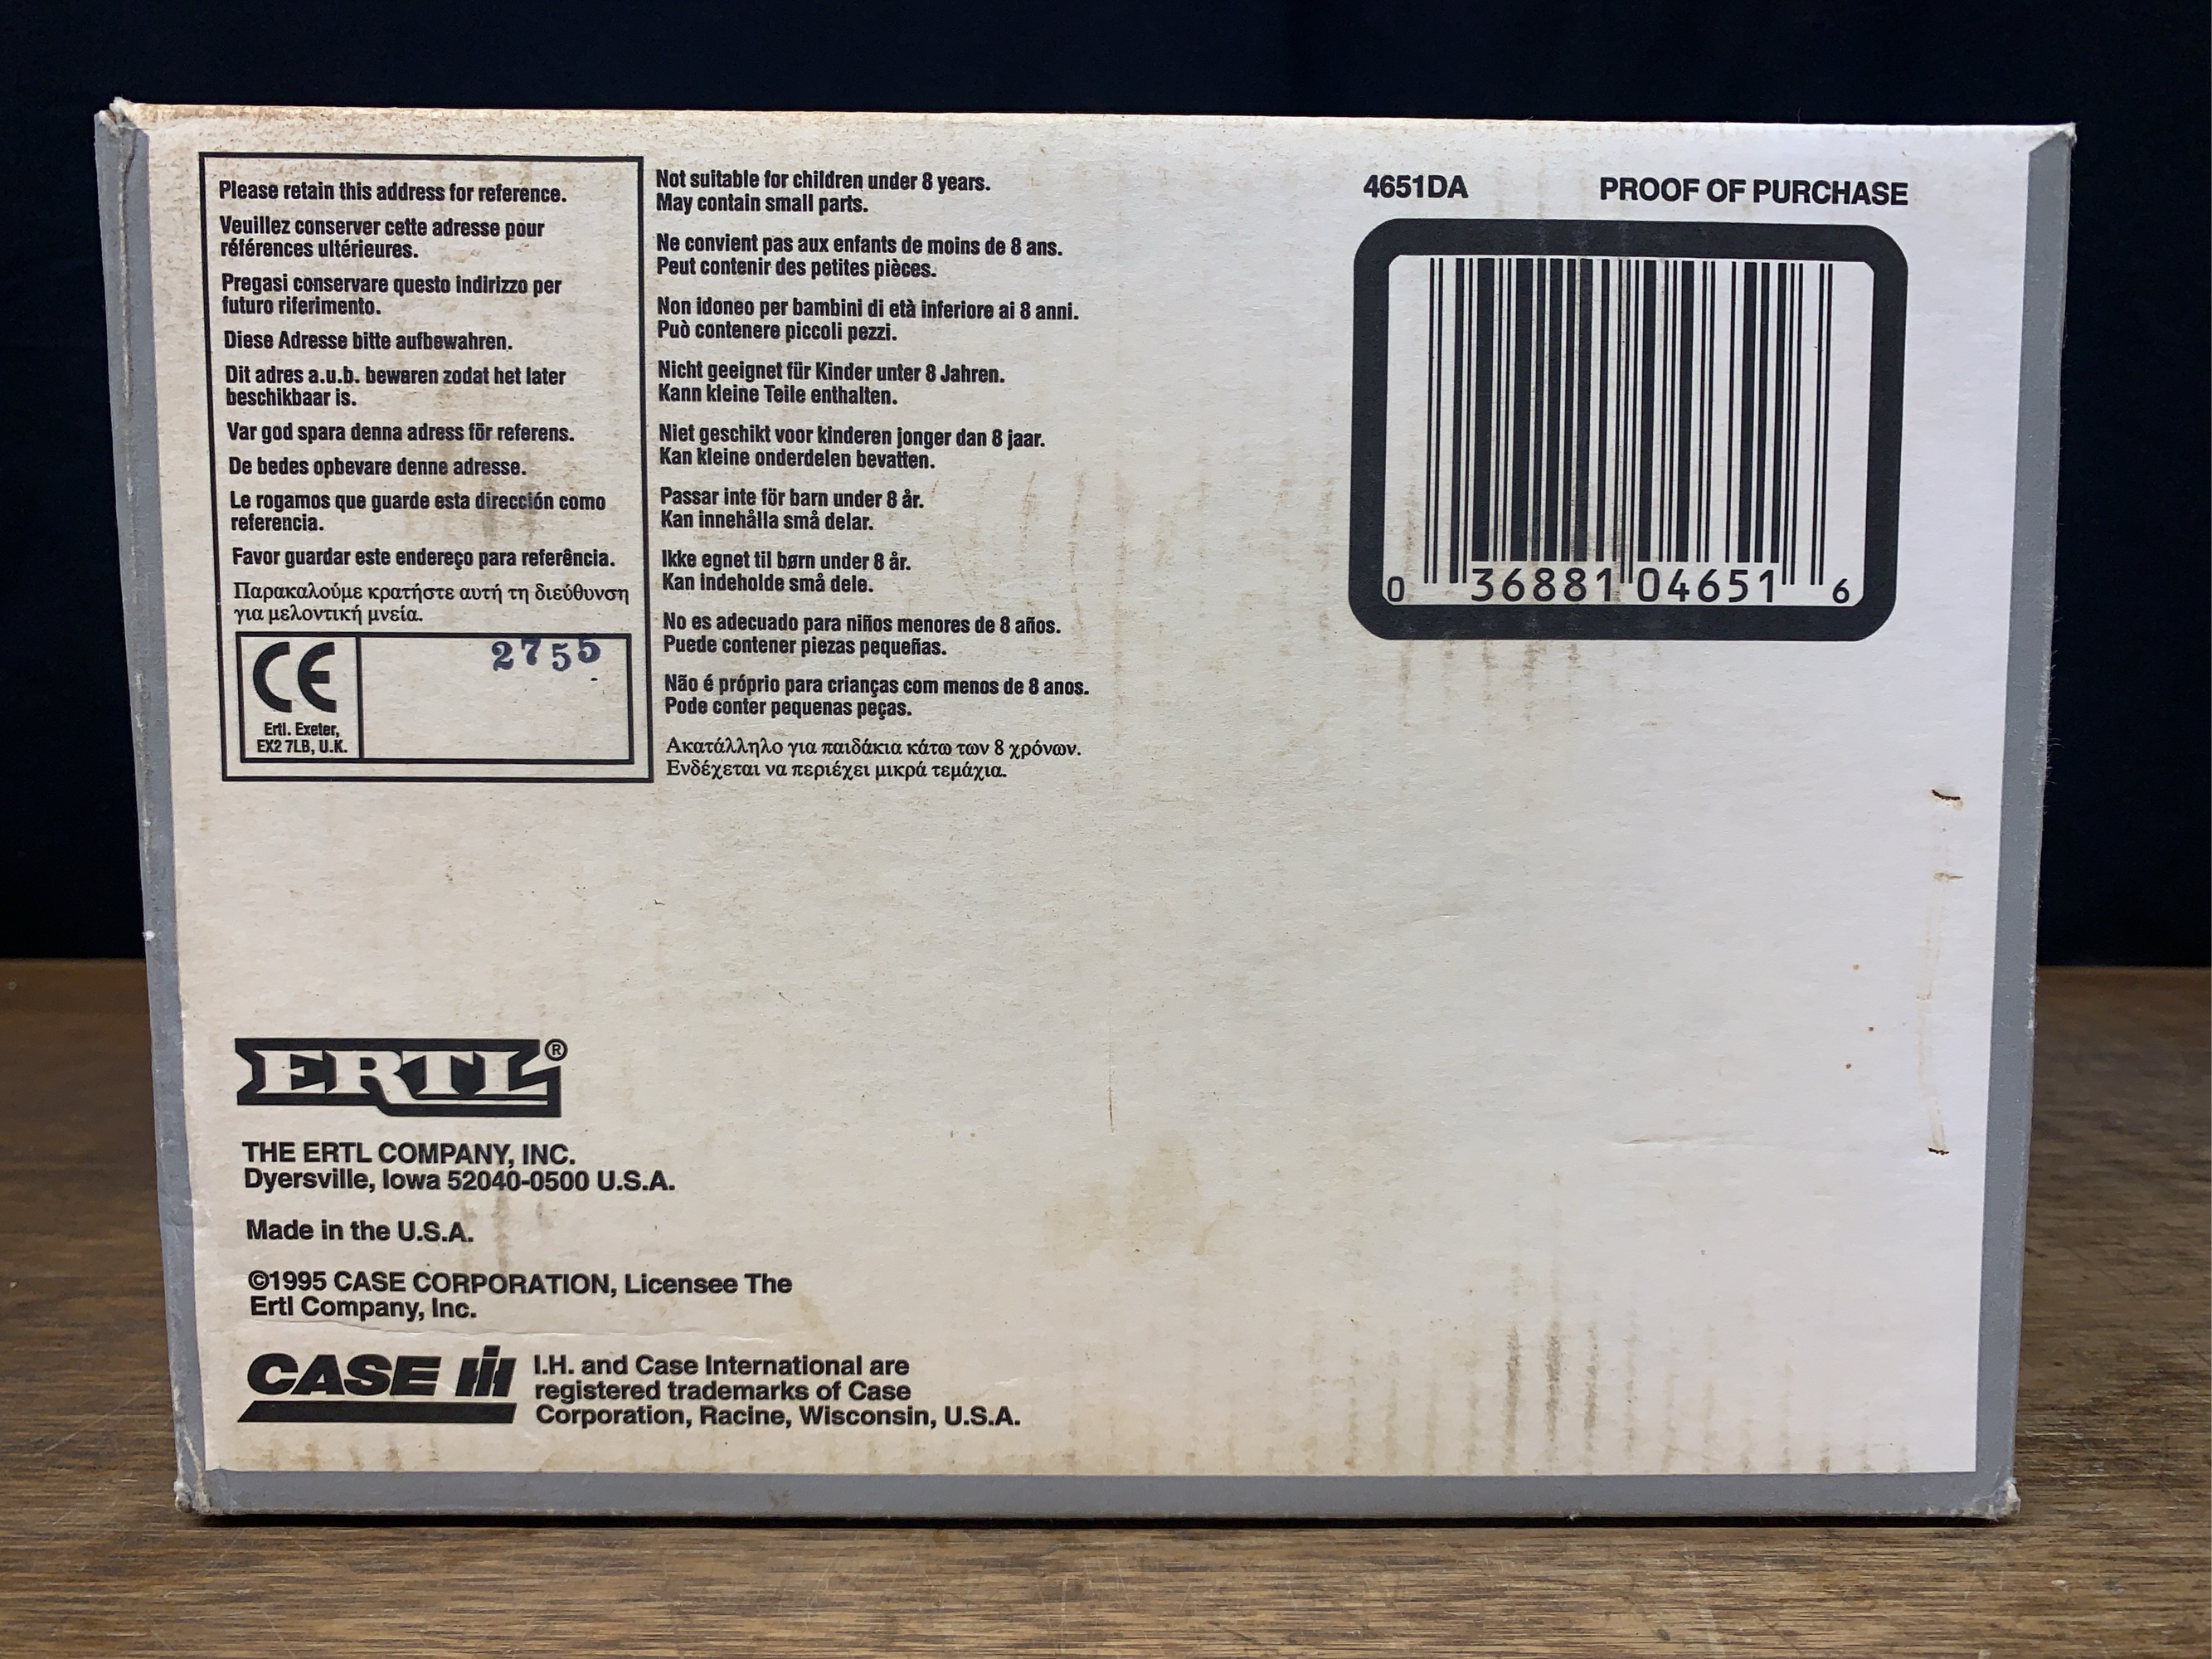 Please retain this address for reference.
Veuillez conserver cette adresse pour
références ultérieures.
Pregasi conservare questo indirizzo per
futuro riferimento.
Diese Adresse bitte aufbewahren.
Dit adres a.u.b. bewaren zodat het later
beschikbaar is.
Var god spara denna adress för referens.
De bedes opbevare denne adresse.
Le rogamos que guarde esta dirección como
referencia.
Favor guardar este endereço para referência.
Παρακαλούμε κρατήστε αυτή τη διεύθυνση
για μελοντική μνεία.
CE
Ertl. Exeter,
EX2 7LB, U.K.
2755
Not suitable for children under 8 years.
May contain small parts.
Ne convient pas aux enfants de moins de 8 ans.
Peut contenir des petites pièces.
Non idoneo per bambini di età inferiore ai 8 anni.
Può contenere piccoli pezzi.
Nicht geeignet für Kinder unter 8 Jahren.
Kann kleine Teile enthalten.
Niet geschikt voor kinderen jonger dan 8 jaar.
Kan kleine onderdelen bevatten.
Passar inte för barn under 8 år.
Kan innehålla små delar.
Ikke egnet til børn under 8 år.
Kan indeholde små dele.
No es adecuado para niños menores de 8 años.
Puede contener piezas pequeñas.
Não é próprio para crianças com menos de 8 anos.
Pode conter pequenas peças.
Ακατάλληλο για παιδάκια κάτω των 8 χρόνων.
Ενδέχεται να περιέχει μικρά τεμάχια.
4651DA PROOF OF PURCHASE
0 36881 04651 6
ERTL®
THE ERTL COMPANY, INC.
Dyersville, Iowa 52040-0500 U.S.A.
Made in the U.S.A.
©1995 CASE CORPORATION, Licensee The
Ertl Company, Inc.
CASE IH
I.H. and Case International are
registered trademarks of Case
Corporation, Racine, Wisconsin, U.S.A.